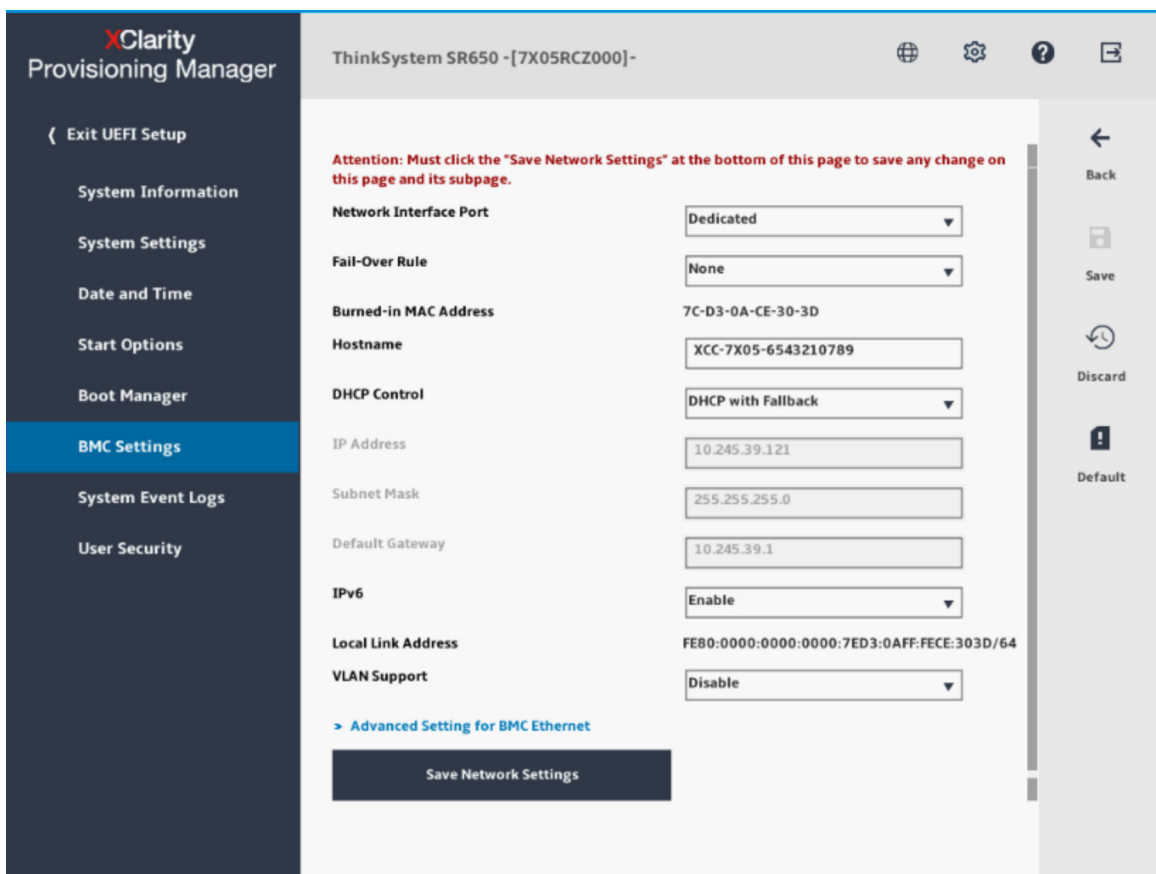 XClarity
Provisioning Manager
ThinkSystem SR650 -[7X05RCZ000]-
❬ Exit UEFI Setup
System Information
System Settings
Date and Time
Start Options
Boot Manager
BMC Settings
System Event Logs
User Security
Attention: Must click the "Save Network Settings" at the bottom of this page to save any change on
this page and its subpage.
Network Interface Port Dedicated
Fail-Over Rule None
Burned-in MAC Address 7C-D3-0A-CE-30-3D
Hostname XCC-7X05-6543210789
DHCP Control DHCP with Fallback
IP Address 10.245.39.121
Subnet Mask 255.255.255.0
Default Gateway 10.245.39.1
IPv6 Enable
Local Link Address FE80:0000:0000:0000:7ED3:0AFF:FECE:303D/64
VLAN Support Disable
> Advanced Setting for BMC Ethernet
Save Network Settings
Back
Save
Discard
Default